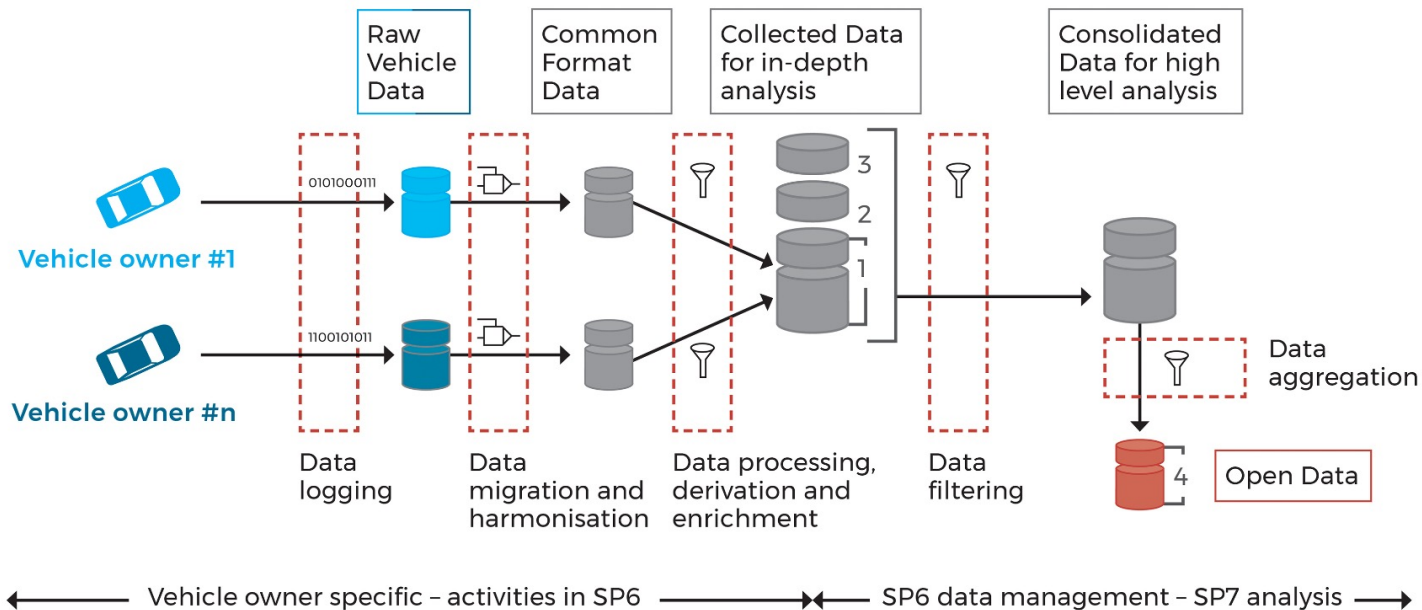 Raw
Vehicle
Data
Common
Format
Data
Collected Data
for in-depth
analysis
Consolidated
Data for high
level analysis
0101000111
Vehicle owner #1
3
2
1
1100101011
Vehicle owner #n
Data
logging
Data
migration and
harmonisation
Data processing,
derivation and
enrichment
Data
filtering
Data
aggregation
4
Open Data
Vehicle owner specific – activities in SP6
SP6 data management – SP7 analysis